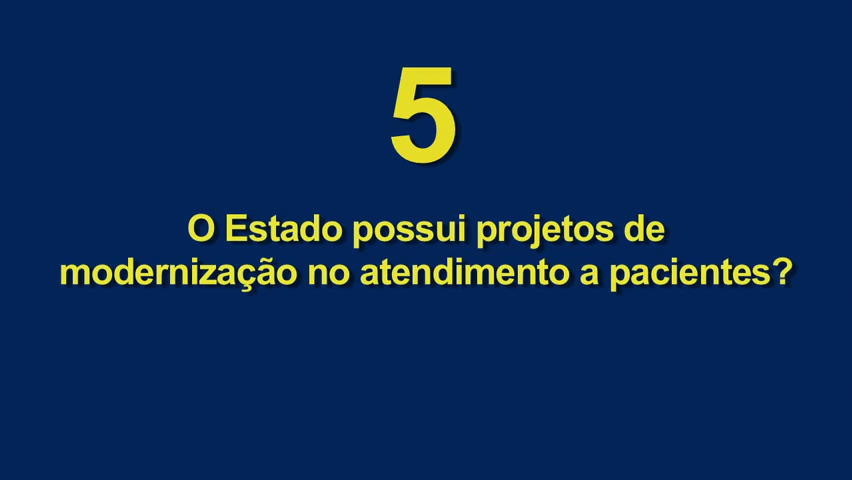 5
O Estado possui projetos de
modernização no atendimento a pacientes?